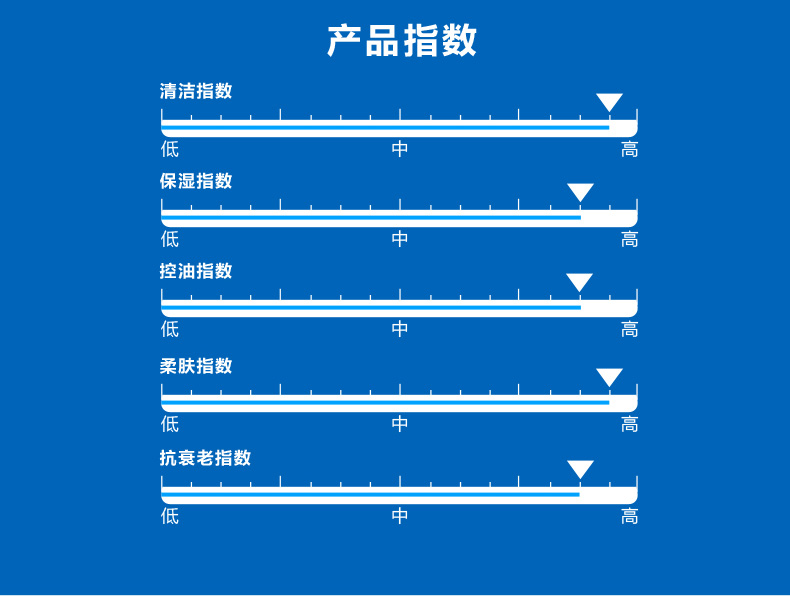 产品指数
清洁指数
低 中 高
保湿指数
低 中 高
控油指数
低 中 高
柔肤指数
低 中 高
抗衰老指数
低 中 高